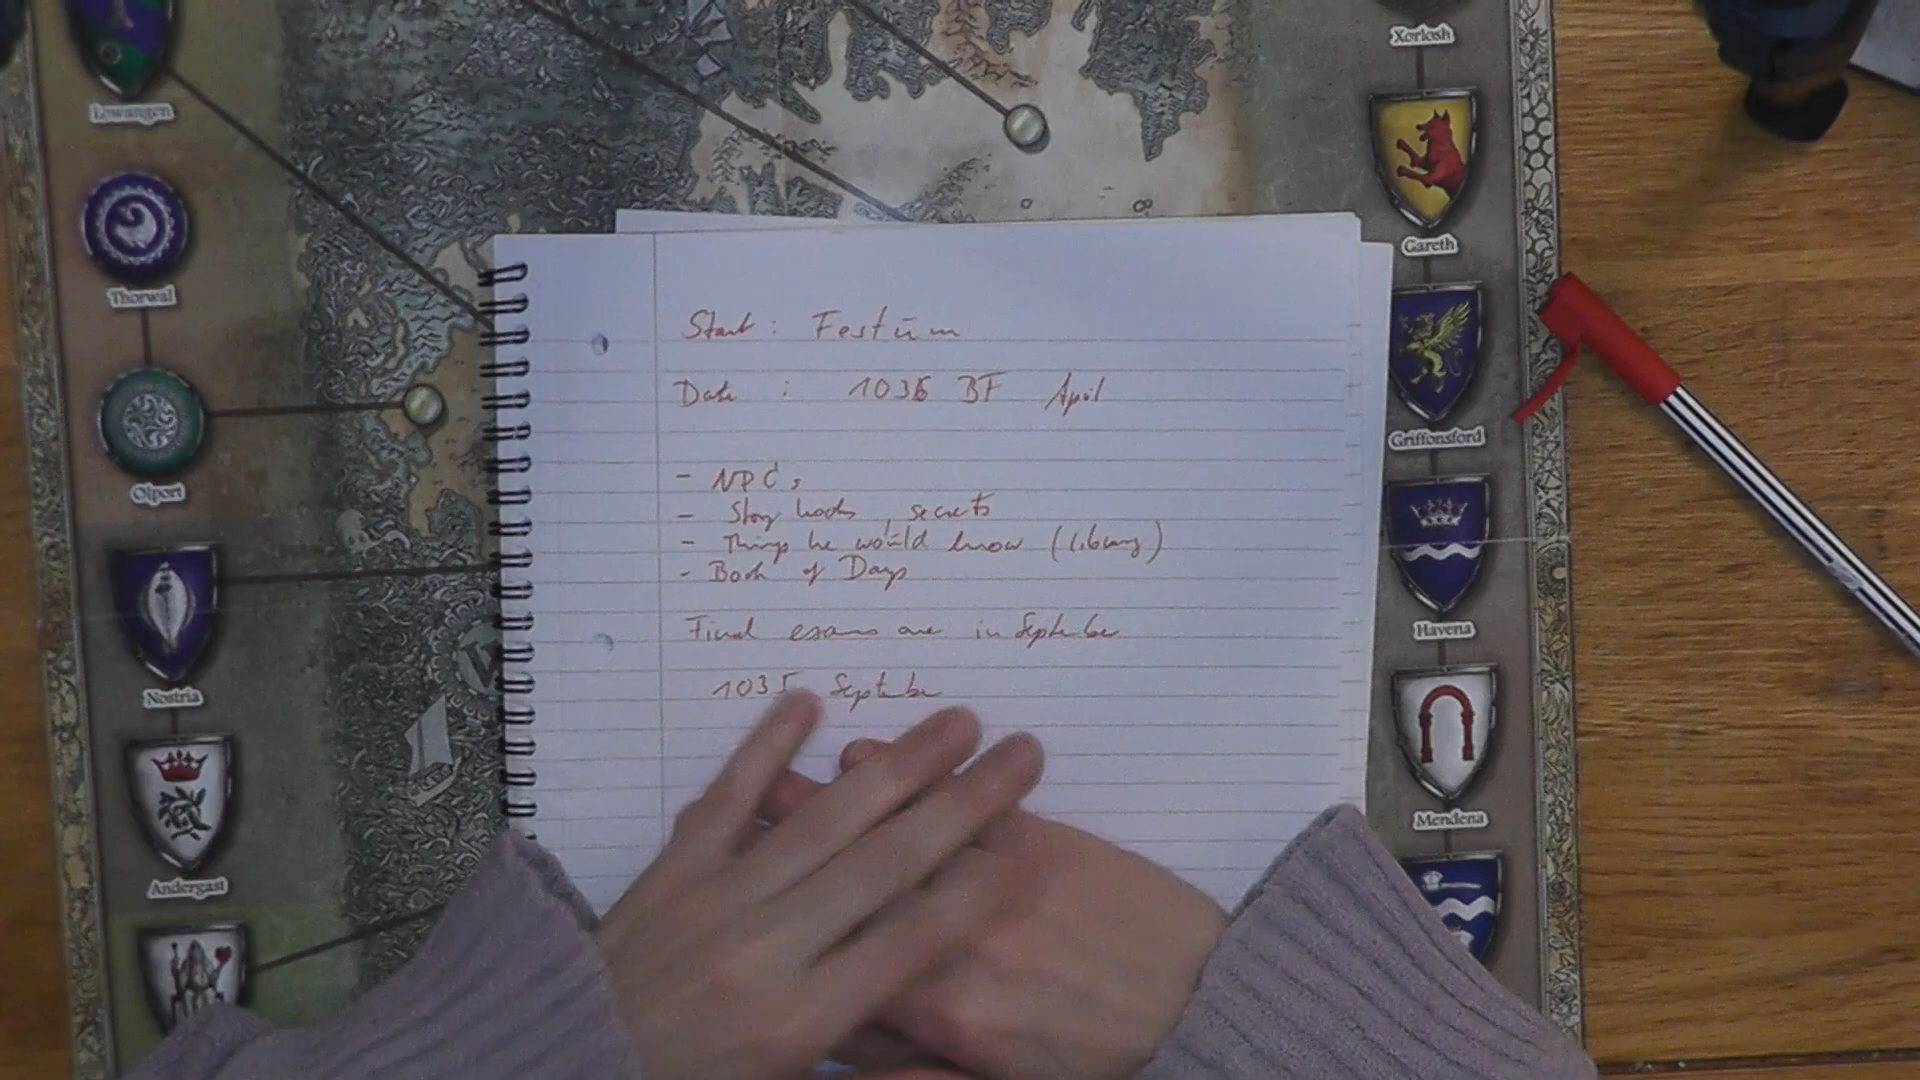 Lowangen
Thorwal
Olport
Nostria
Andergast
Start : Festum
Date : 1036 BF April
- NPCs
- Story hooks, secrets
- Things he would know (library)
- Book of Days
Final exams are in September
1035 September
Xorlosh
Gareth
Griffonsford
Havena
Mendena